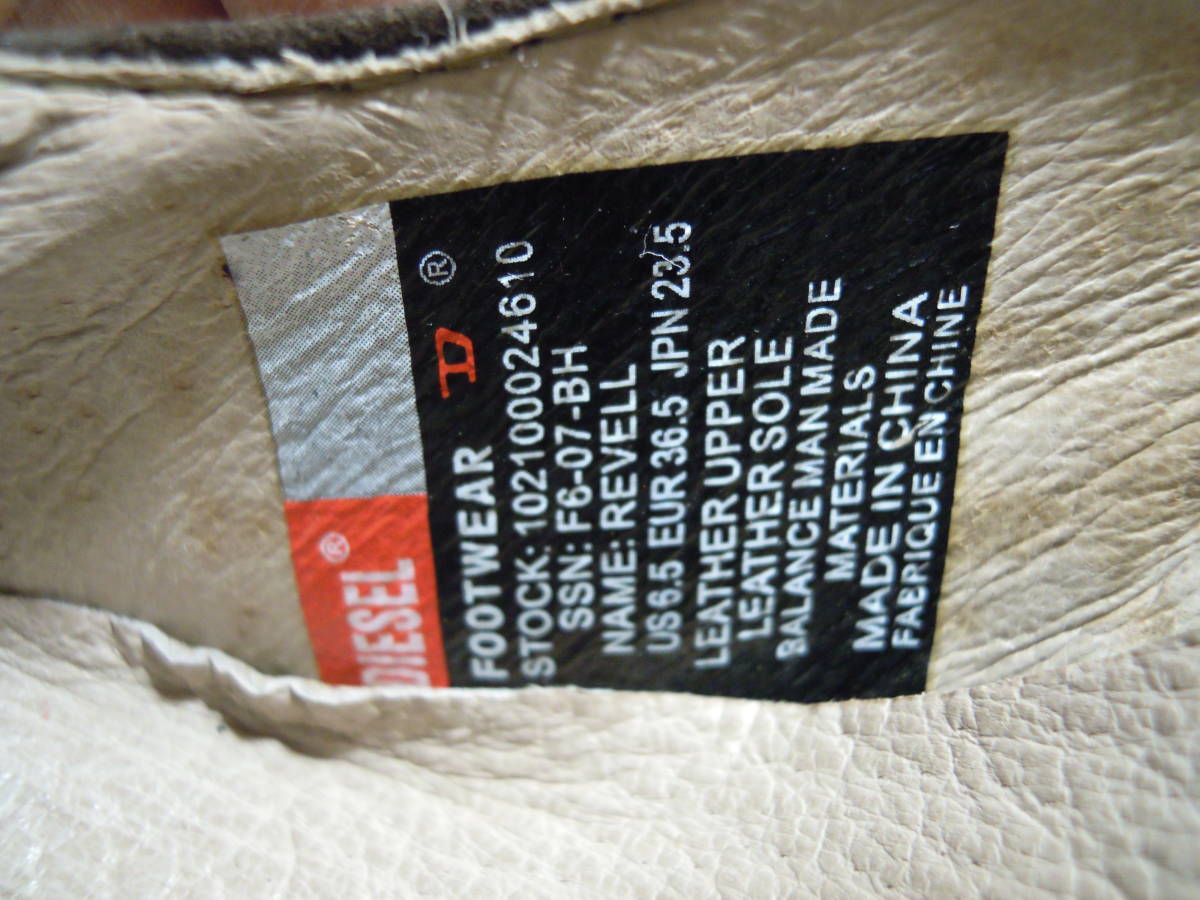 DIESEL®
FOOTWEAR D ®
STOCK: 1021000024610
SSN: F6-07-BH
NAME: REVELL
US 6.5 EUR 36.5 JPN 23.5
LEATHER UPPER
LEATHER SOLE
BALANCE MAN MADE
MATERIALS
MADE IN CHINA
FABRIQUE EN CHINE